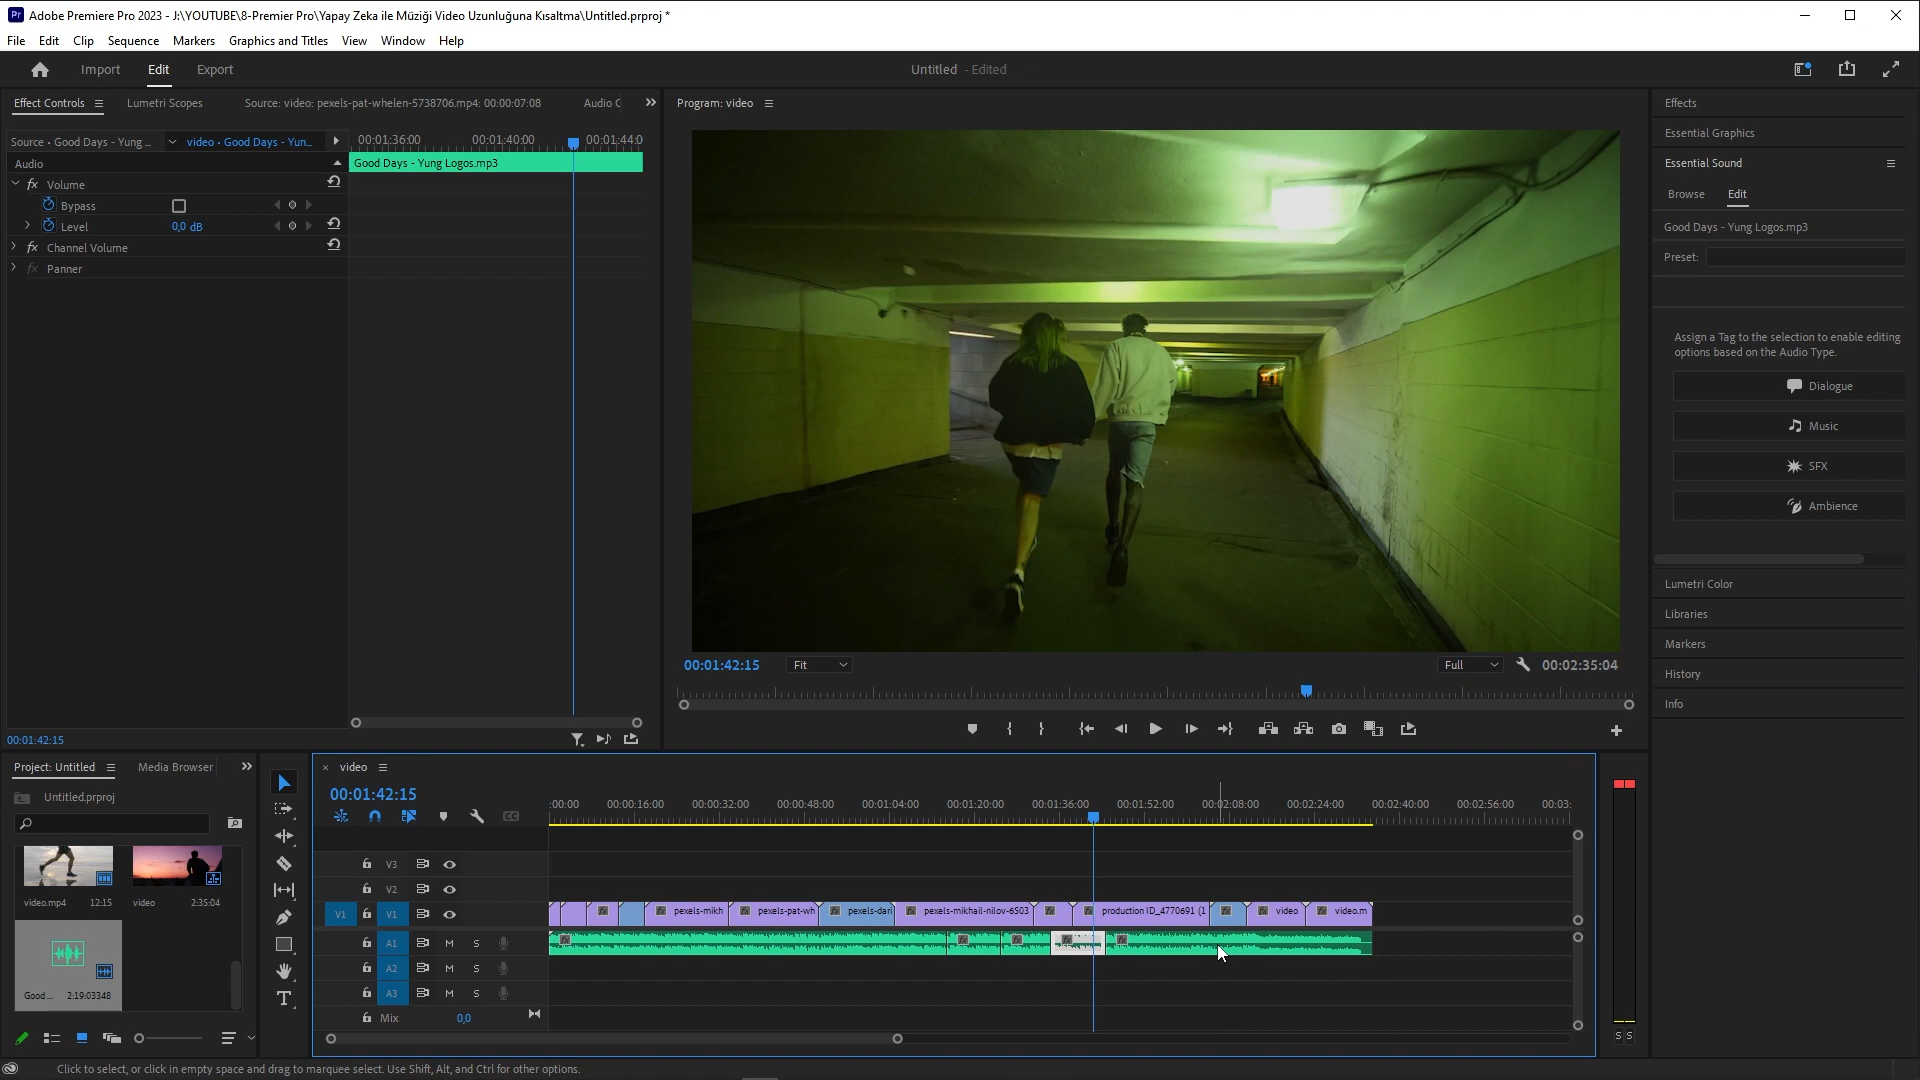 Adobe Premiere Pro 2023 - J:\YOUTUBE\8-Premier Pro\Yapay Zeka ile Müziği Video Uzunluğuna Kısaltma\Untitled.prproj *
File Edit Clip Sequence Markers Graphics and Titles View Window Help
Import Edit Export
Untitled - Edited
Effect Controls Lumetri Scopes Source: video: pexels-pat-whelen-5738706.mp4: 00:00:07:08 Audio C
Source • Good Days - Yung ... video • Good Days - Yun...
00:01:36:00 00:01:40:00 00:01:44:0
Audio
Good Days - Yung Logos.mp3
fx Volume
Bypass
Level 0,0 dB
fx Channel Volume
fx Panner
00:01:42:15
Program: video
00:01:42:15 Fit Full 00:02:35:04
Effects
Essential Graphics
Essential Sound
Browse Edit
Good Days - Yung Logos.mp3
Preset:
Assign a Tag to the selection to enable editing
options based on the Audio Type.
Dialogue
Music
SFX
Ambience
Lumetri Color
Libraries
Markers
History
Info
Project: Untitled Media Browser
Untitled.prproj
video.mp4 12:15 video 2:35:04
Good ... 2:19:03348
video
00:01:42:15
:00:00 00:00:16:00 00:00:32:00 00:00:48:00 00:01:04:00 00:01:20:00 00:01:36:00 00:01:52:00 00:02:08:00 00:02:24:00 00:02:40:00 00:02:56:00 00:03:
V3
V2
V1 V1 pexels-mikh pexels-pat-wh pexels-dari pexels-mikhail-nilov-6503 production ID_4770691 (1 video video.m
A1 M S
A2 M S
A3 M S
Mix 0,0
S S
Click to select, or click in empty space and drag to marquee select. Use Shift, Alt, and Ctrl for other options.